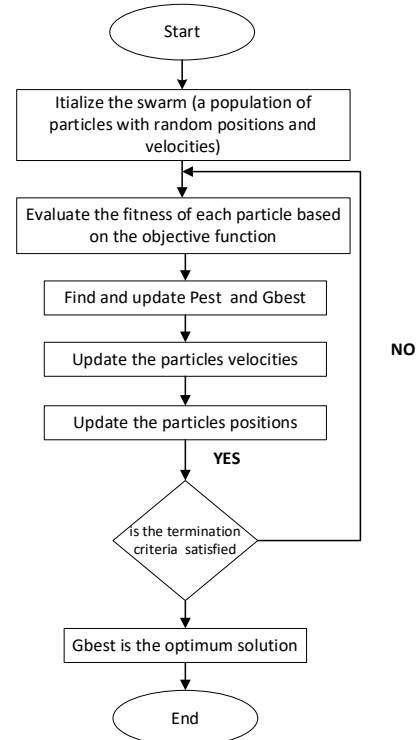 Start
Itialize the swarm (a population of
particles with random positions and
velocities)
Evaluate the fitness of each particle based
on the objective function
Find and update Pest and Gbest
Update the particles velocities
NO
Update the particles positions
YES
is the termination
criteria satisfied
Gbest is the optimum solution
End